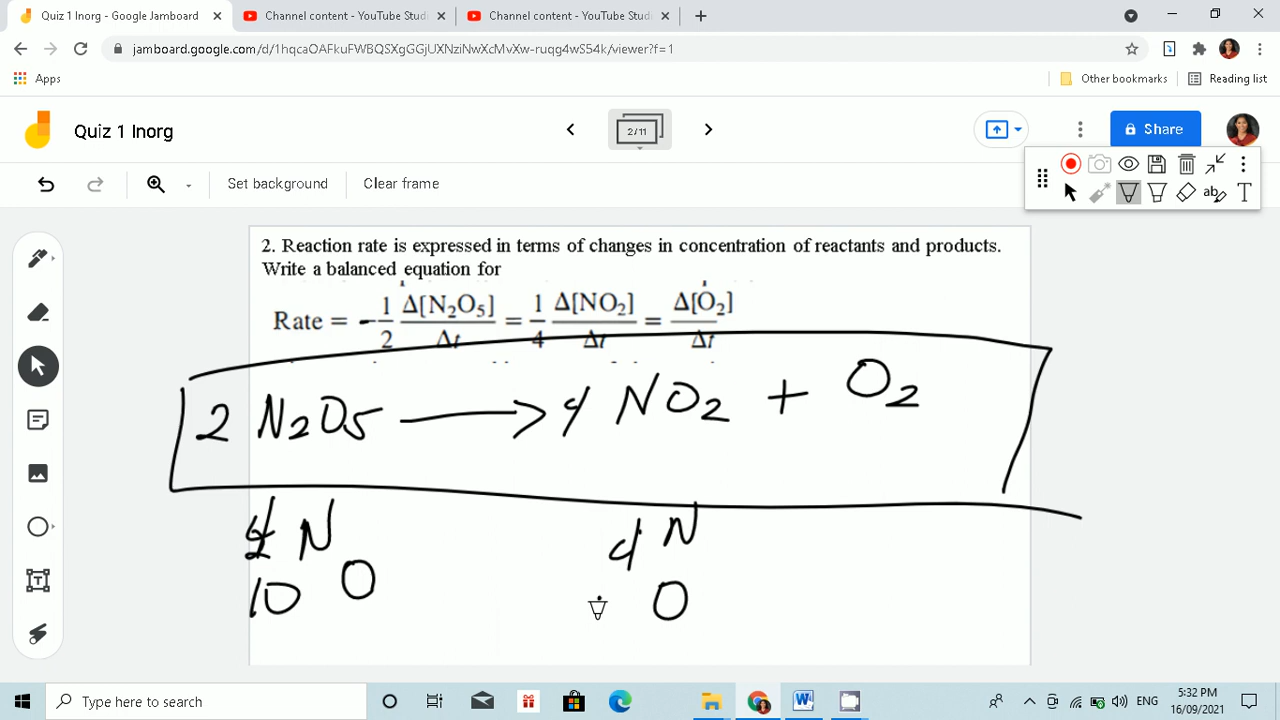 Quiz 1 Inorg - Google Jamboard
Channel content - YouTube Stud
Channel content - YouTube Stud
jamboard.google.com/d/1hqcaOAFkuFWBQSXgGGjUXNziNwXcMvXw-ruqg4wS54k/viewer?f=1
Apps
Other bookmarks
Reading list
Quiz 1 Inorg
2/11
Share
Set background
Clear frame
2. Reaction rate is expressed in terms of changes in concentration of reactants and products.
Write a balanced equation for
Rate = -1/2 Δ[N₂O₅]/Δt = 1/4 Δ[NO₂]/Δt = Δ[O₂]/Δt
2 N2O5 → 4 NO2 + O2
4 N
4 N
10 O
O
Type here to search
ENG
5:32 PM
16/09/2021